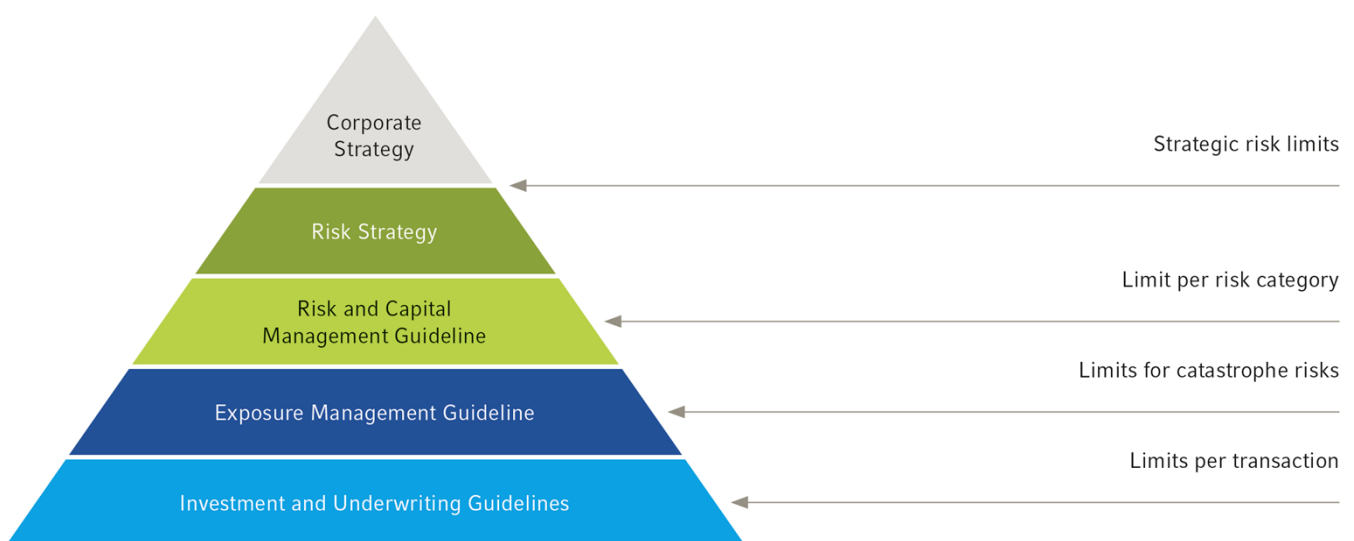 Corporate
Strategy
Strategic risk limits
Risk Strategy
Limit per risk category
Risk and Capital
Management Guideline
Limits for catastrophe risks
Exposure Management Guideline
Limits per transaction
Investment and Underwriting Guidelines